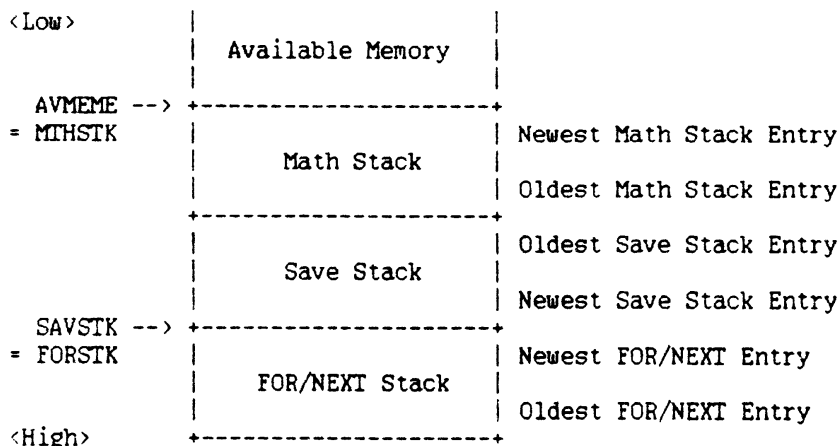 <Low>
Available Memory
AVMEME -->
= MTHSTK
Newest Math Stack Entry
Math Stack
Oldest Math Stack Entry
Oldest Save Stack Entry
Save Stack
Newest Save Stack Entry
SAVSTK -->
= FORSTK
Newest FOR/NEXT Entry
FOR/NEXT Stack
Oldest FOR/NEXT Entry
<High>